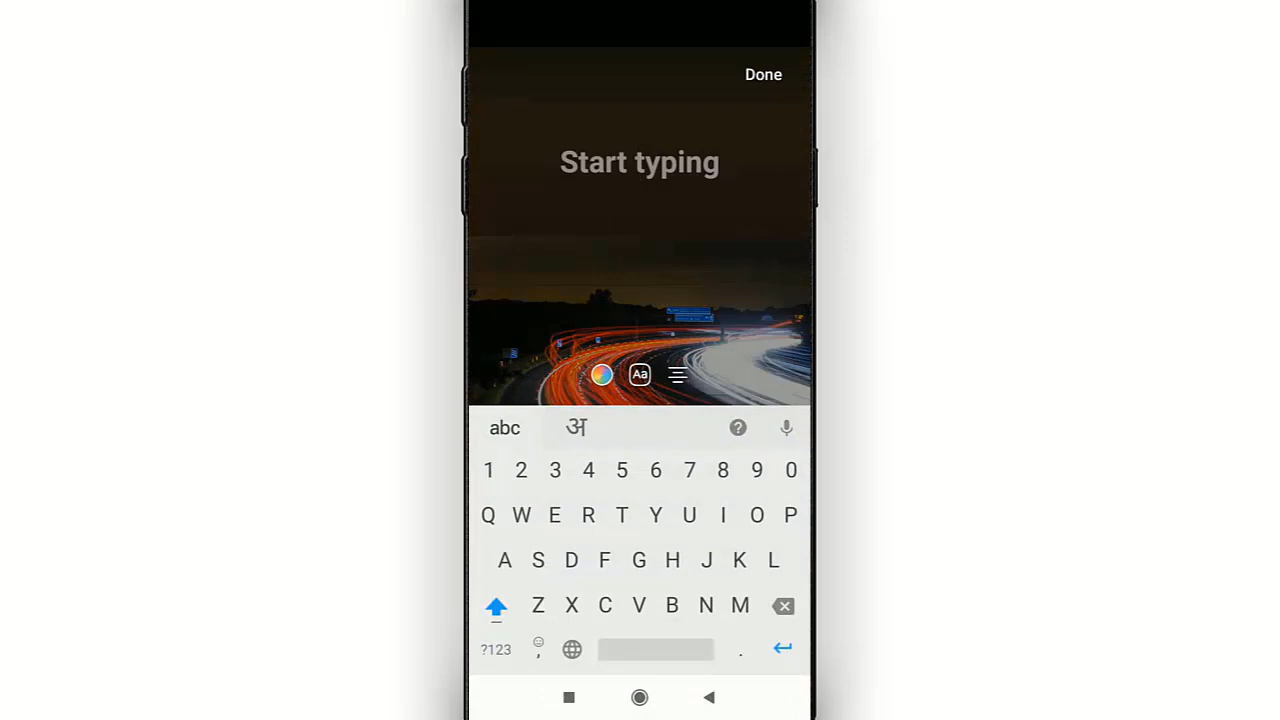 Done
Start typing
Aa
abc अ
1 2 3 4 5 6 7 8 9 0
Q W E R T Y U I O P
A S D F G H J K L
Z X C V B N M
?123 , .